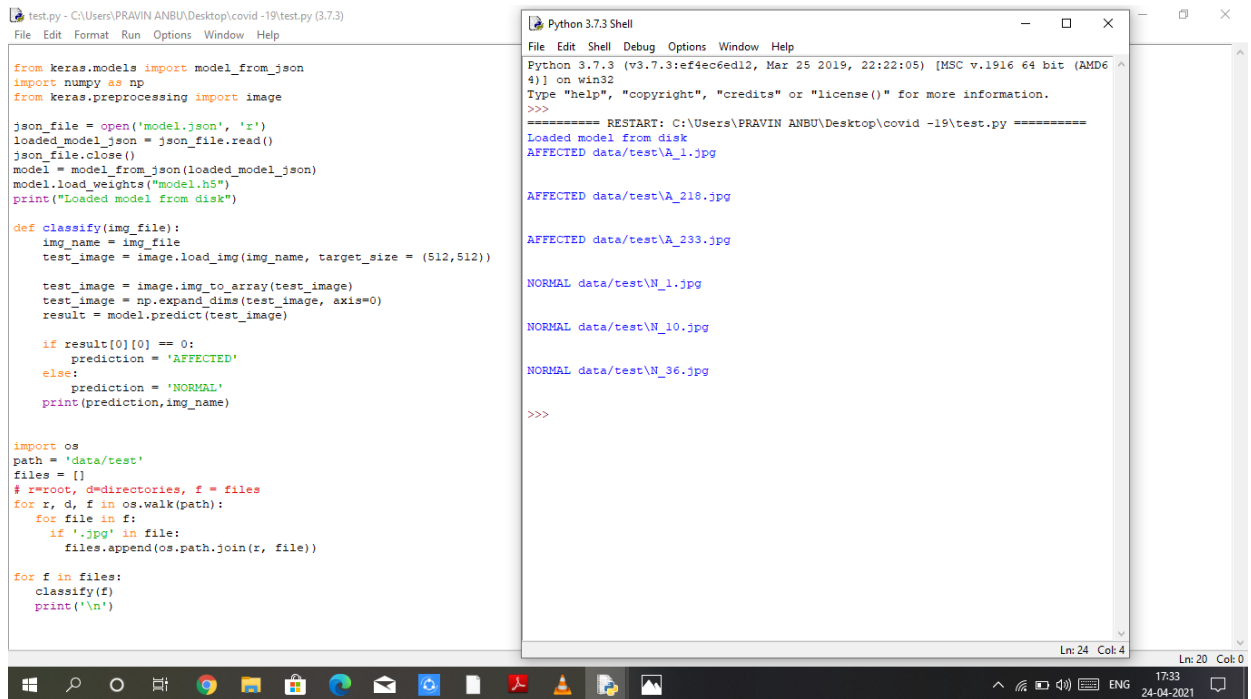 test.py - C:\Users\PRAVIN ANBU\Desktop\covid -19\test.py (3.7.3)
File Edit Format Run Options Window Help
from keras.models import model_from_json
import numpy as np
from keras.preprocessing import image

json_file = open('model.json', 'r')
loaded_model_json = json_file.read()
json_file.close()
model = model_from_json(loaded_model_json)
model.load_weights("model.h5")
print("Loaded model from disk")

def classify(img_file):
    img_name = img_file
    test_image = image.load_img(img_name, target_size = (512,512))

    test_image = image.img_to_array(test_image)
    test_image = np.expand_dims(test_image, axis=0)
    result = model.predict(test_image)

    if result[0][0] == 0:
        prediction = 'AFFECTED'
    else:
        prediction = 'NORMAL'
    print(prediction,img_name)

import os
path = 'data/test'
files = []
# r=root, d=directories, f = files
for r, d, f in os.walk(path):
   for file in f:
     if '.jpg' in file:
       files.append(os.path.join(r, file))

for f in files:
   classify(f)
   print('\n')
Python 3.7.3 Shell
File Edit Shell Debug Options Window Help
Python 3.7.3 (v3.7.3:ef4ec6ed12, Mar 25 2019, 22:22:05) [MSC v.1916 64 bit (AMD6
4)] on win32
Type "help", "copyright", "credits" or "license()" for more information.
>>>
========== RESTART: C:\Users\PRAVIN ANBU\Desktop\covid -19\test.py ==========
Loaded model from disk
AFFECTED data/test\A_1.jpg
AFFECTED data/test\A_218.jpg
AFFECTED data/test\A_233.jpg
NORMAL data/test\N_1.jpg
NORMAL data/test\N_10.jpg
NORMAL data/test\N_36.jpg
>>>
Ln: 24 Col: 4
Ln: 20 Col: 0
ENG
17:33
24-04-2021